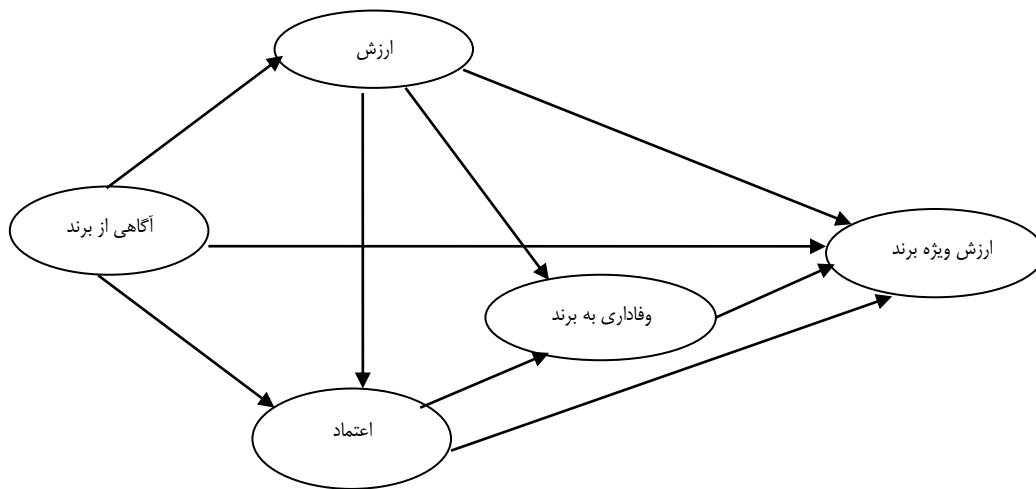 ارزش
آگاهی از برند
ارزش ویژه برند
وفاداری به برند
اعتماد